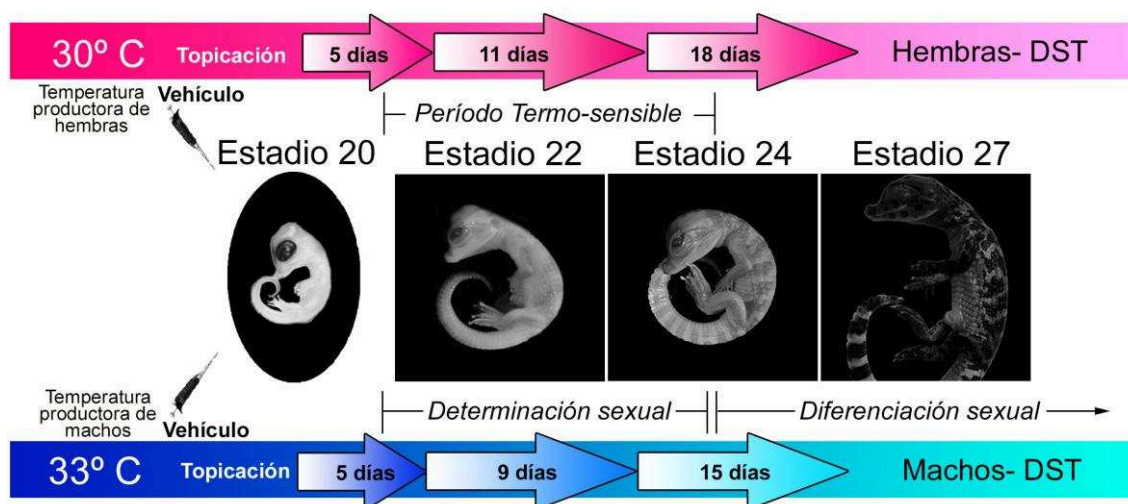 30º C Topicación 5 días 11 días 18 días Hembras- DST
Temperatura
productora de
hembras
Vehículo
Período Termo-sensible
Estadio 20 Estadio 22 Estadio 24 Estadio 27
Temperatura
productora de
machos
Vehículo
Determinación sexual Diferenciación sexual
33º C Topicación 5 días 9 días 15 días Machos- DST